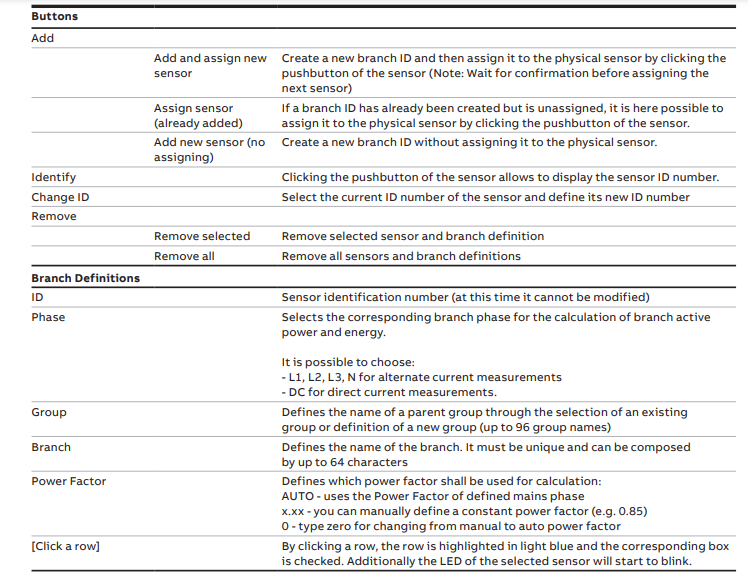 Buttons
Add
Add and assign new Create a new branch ID and then assign it to the physical sensor by clicking the
sensor pushbutton of the sensor (Note: Wait for confirmation before assigning the
next sensor)
Assign sensor If a branch ID has already been created but is unassigned, it is here possible to
(already added) assign it to the physical sensor by clicking the pushbutton of the sensor.
Add new sensor (no Create a new branch ID without assigning it to the physical sensor.
assigning)
Identify Clicking the pushbutton of the sensor allows to display the sensor ID number.
Change ID Select the current ID number of the sensor and define its new ID number
Remove
Remove selected Remove selected sensor and branch definition
Remove all Remove all sensors and branch definitions
Branch Definitions
ID Sensor identification number (at this time it cannot be modified)
Phase Selects the corresponding branch phase for the calculation of branch active
power and energy.
It is possible to choose:
- L1, L2, L3, N for alternate current measurements
- DC for direct current measurements.
Group Defines the name of a parent group through the selection of an existing
group or definition of a new group (up to 96 group names)
Branch Defines the name of the branch. It must be unique and can be composed
by up to 64 characters
Power Factor Defines which power factor shall be used for calculation:
AUTO - uses the Power Factor of defined mains phase
x.xx - you can manually define a constant power factor (e.g. 0.85)
0 - type zero for changing from manual to auto power factor
[Click a row] By clicking a row, the row is highlighted in light blue and the corresponding box
is checked. Additionally the LED of the selected sensor will start to blink.